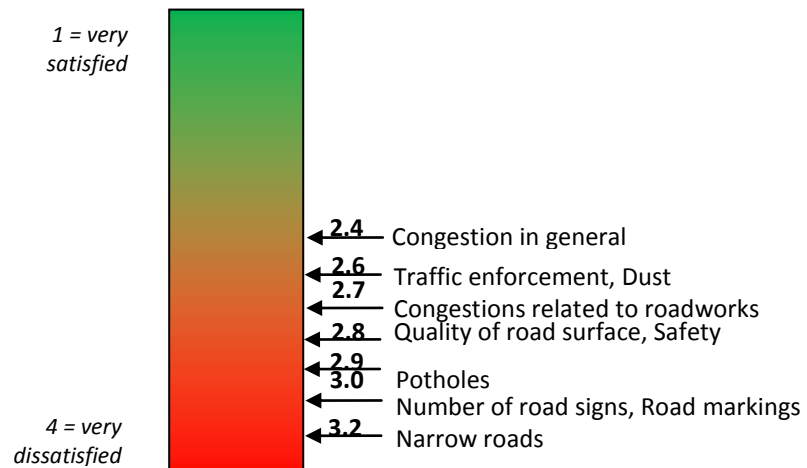 1 = very
satisfied
2.4 Congestion in general
2.6 Traffic enforcement, Dust
2.7 Congestions related to roadworks
2.8 Quality of road surface, Safety
2.9 Potholes
3.0 Number of road signs, Road markings
3.2 Narrow roads
4 = very
dissatisfied